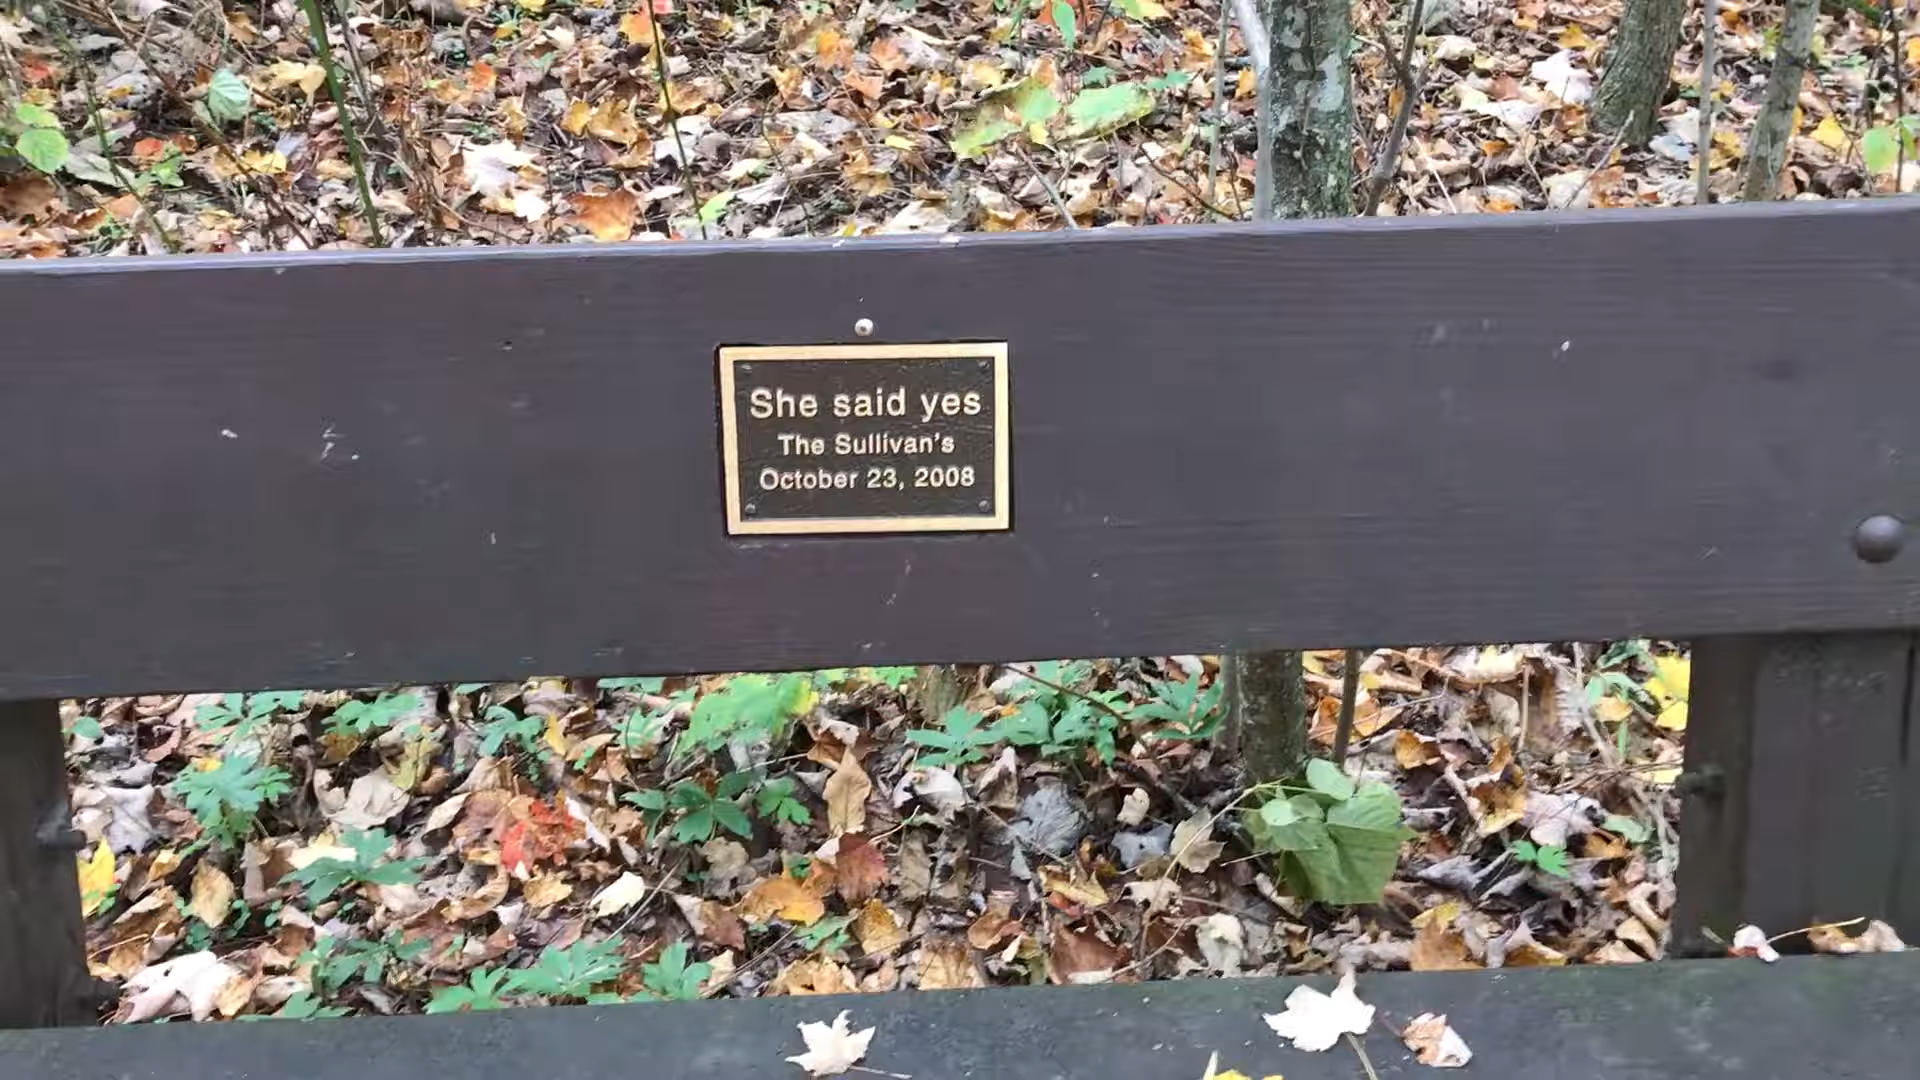 She said yes
The Sullivan's
October 23, 2008